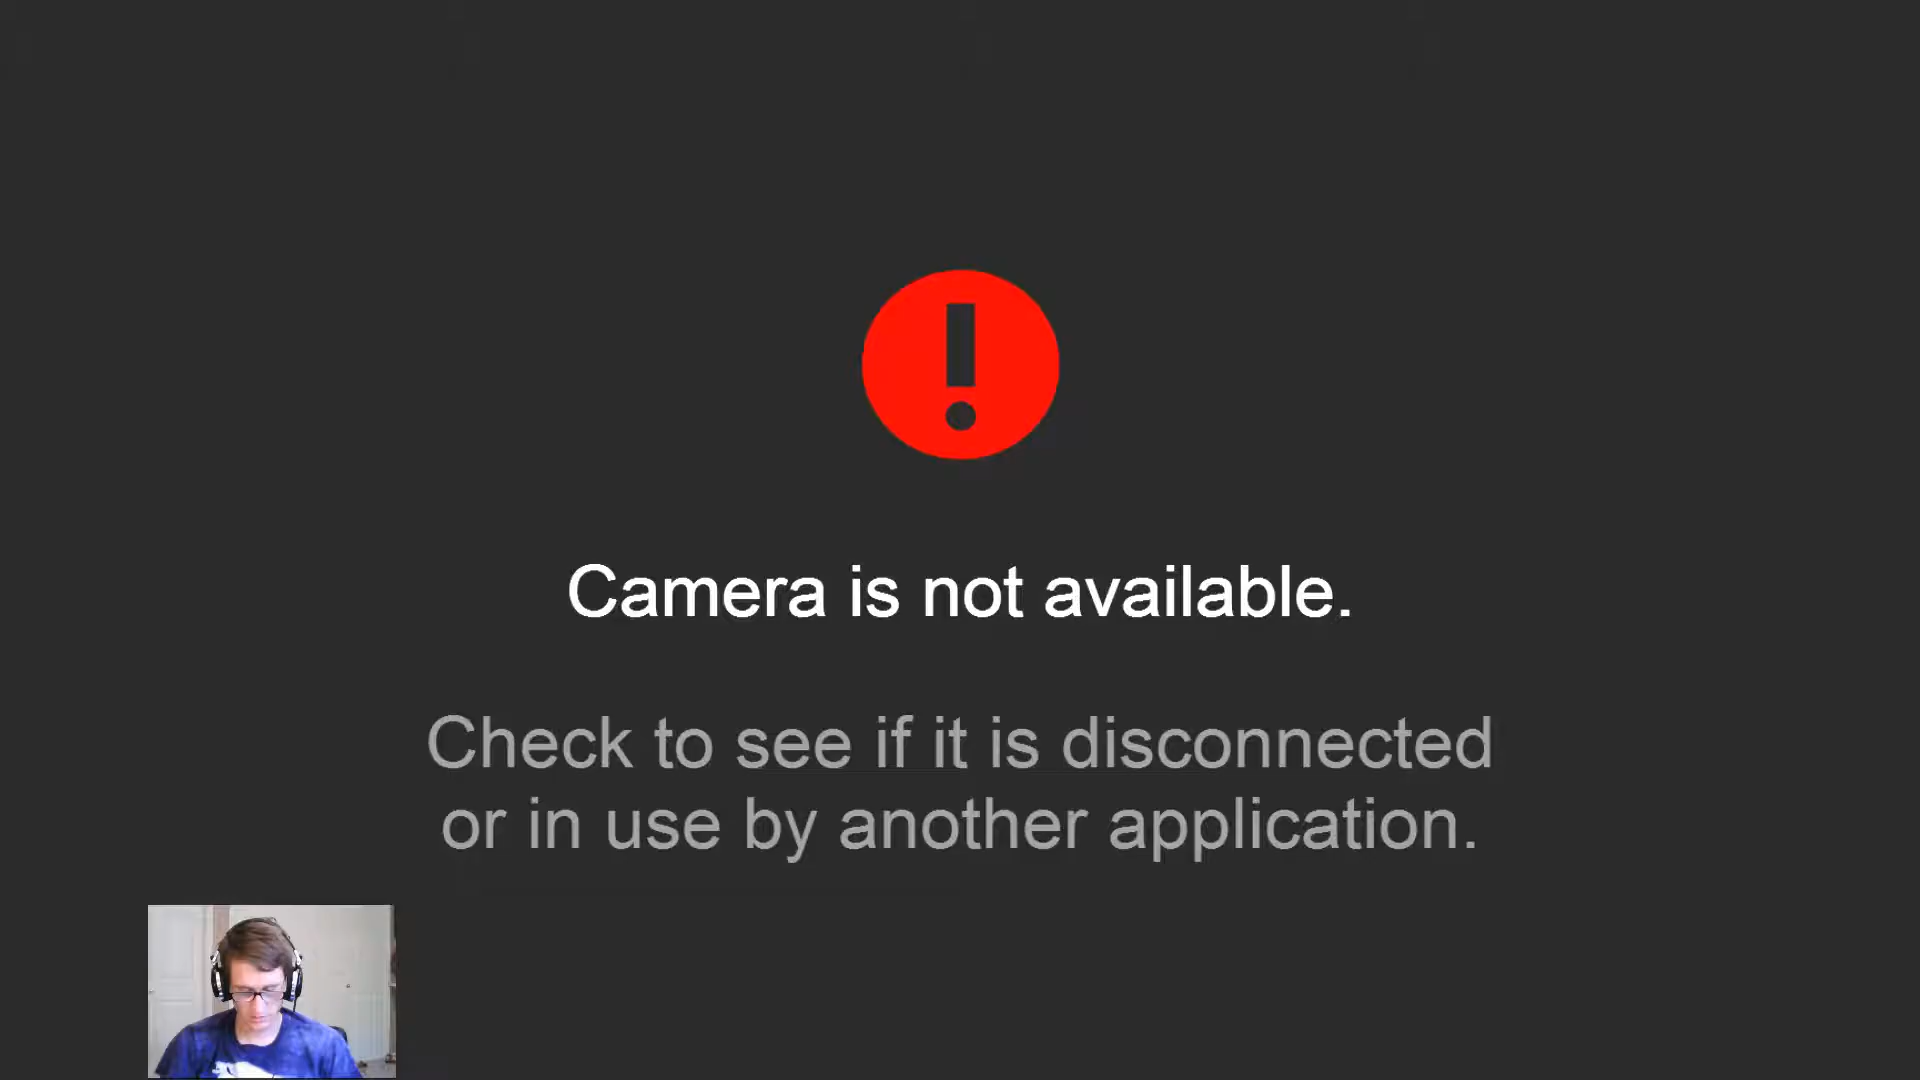 Camera is not available.
Check to see if it is disconnected
or in use by another application.